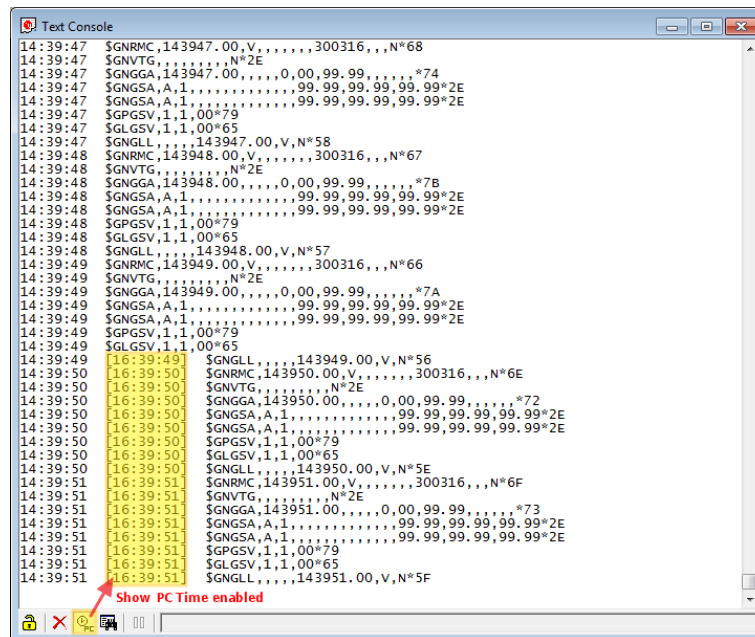 Text Console
14:39:47 $GNRMC,143947.00,V,,,,,,,300316,,,N*68
14:39:47 $GNVTG,,,,,,,,,N*2E
14:39:47 $GNGGA,143947.00,,,,,0,00,99.99,,,,,,*74
14:39:47 $GNGSA,A,1,,,,,,,,,,,,,99.99,99.99,99.99*2E
14:39:47 $GNGSA,A,1,,,,,,,,,,,,,99.99,99.99,99.99*2E
14:39:47 $GPGSV,1,1,00*79
14:39:47 $GLGSV,1,1,00*65
14:39:47 $GNGLL,,,,,143947.00,V,N*58
14:39:48 $GNRMC,143948.00,V,,,,,,,300316,,,N*67
14:39:48 $GNVTG,,,,,,,,,N*2E
14:39:48 $GNGGA,143948.00,,,,,0,00,99.99,,,,,,*7B
14:39:48 $GNGSA,A,1,,,,,,,,,,,,,99.99,99.99,99.99*2E
14:39:48 $GNGSA,A,1,,,,,,,,,,,,,99.99,99.99,99.99*2E
14:39:48 $GPGSV,1,1,00*79
14:39:48 $GLGSV,1,1,00*65
14:39:48 $GNGLL,,,,,143948.00,V,N*57
14:39:49 $GNRMC,143949.00,V,,,,,,,300316,,,N*66
14:39:49 $GNVTG,,,,,,,,,N*2E
14:39:49 $GNGGA,143949.00,,,,,0,00,99.99,,,,,,*7A
14:39:49 $GNGSA,A,1,,,,,,,,,,,,,99.99,99.99,99.99*2E
14:39:49 $GNGSA,A,1,,,,,,,,,,,,,99.99,99.99,99.99*2E
14:39:49 $GPGSV,1,1,00*79
14:39:49 $GLGSV,1,1,00*65
14:39:49 [16:39:49] $GNGLL,,,,,143949.00,V,N*56
14:39:50 [16:39:50] $GNRMC,143950.00,V,,,,,,,300316,,,N*6E
14:39:50 [16:39:50] $GNVTG,,,,,,,,,N*2E
14:39:50 [16:39:50] $GNGGA,143950.00,,,,,0,00,99.99,,,,,,*72
14:39:50 [16:39:50] $GNGSA,A,1,,,,,,,,,,,,,99.99,99.99,99.99*2E
14:39:50 [16:39:50] $GNGSA,A,1,,,,,,,,,,,,,99.99,99.99,99.99*2E
14:39:50 [16:39:50] $GPGSV,1,1,00*79
14:39:50 [16:39:50] $GLGSV,1,1,00*65
14:39:50 [16:39:50] $GNGLL,,,,,143950.00,V,N*5E
14:39:51 [16:39:51] $GNRMC,143951.00,V,,,,,,,300316,,,N*6F
14:39:51 [16:39:51] $GNVTG,,,,,,,,,N*2E
14:39:51 [16:39:51] $GNGGA,143951.00,,,,,0,00,99.99,,,,,,*73
14:39:51 [16:39:51] $GNGSA,A,1,,,,,,,,,,,,,99.99,99.99,99.99*2E
14:39:51 [16:39:51] $GNGSA,A,1,,,,,,,,,,,,,99.99,99.99,99.99*2E
14:39:51 [16:39:51] $GPGSV,1,1,00*79
14:39:51 [16:39:51] $GLGSV,1,1,00*65
14:39:51 [16:39:51] $GNGLL,,,,,143951.00,V,N*5F
Show PC Time enabled
PC